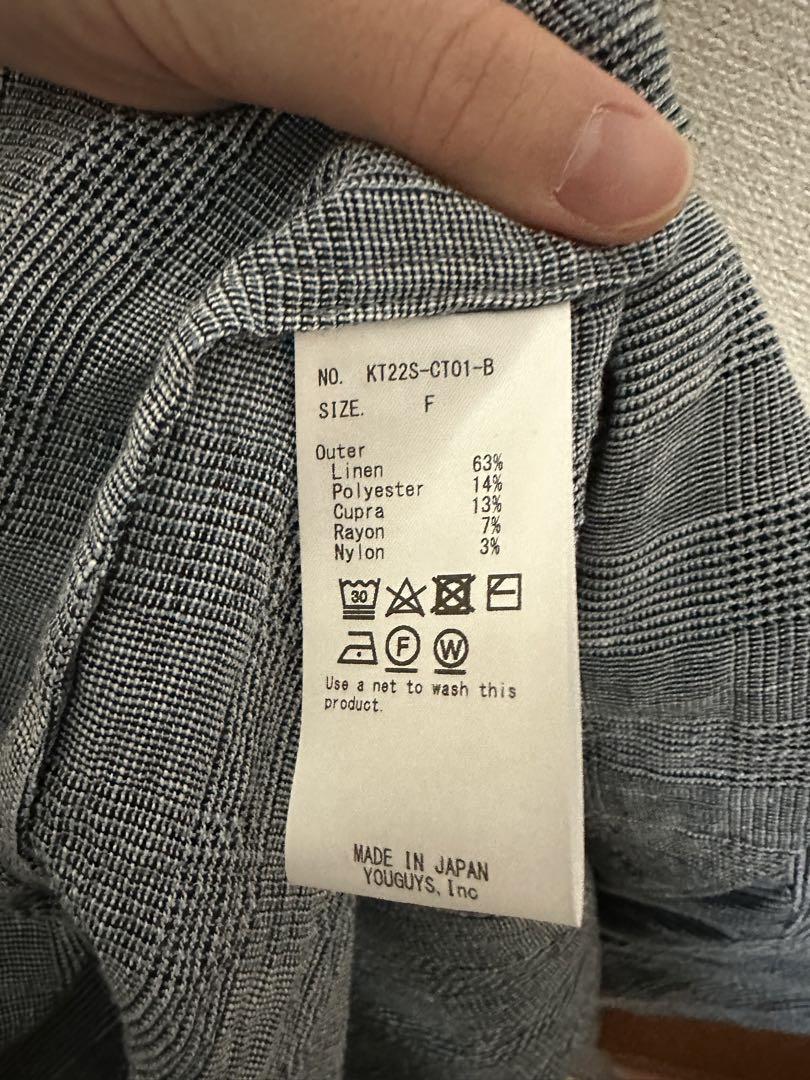 NO. KT22S-CT01-B
SIZE. F
Outer
Linen 63%
Polyester 14%
Cupra 13%
Rayon 7%
Nylon 3%
30
F W
Use a net to wash this
product.
MADE IN JAPAN
YOUGUYS,Inc